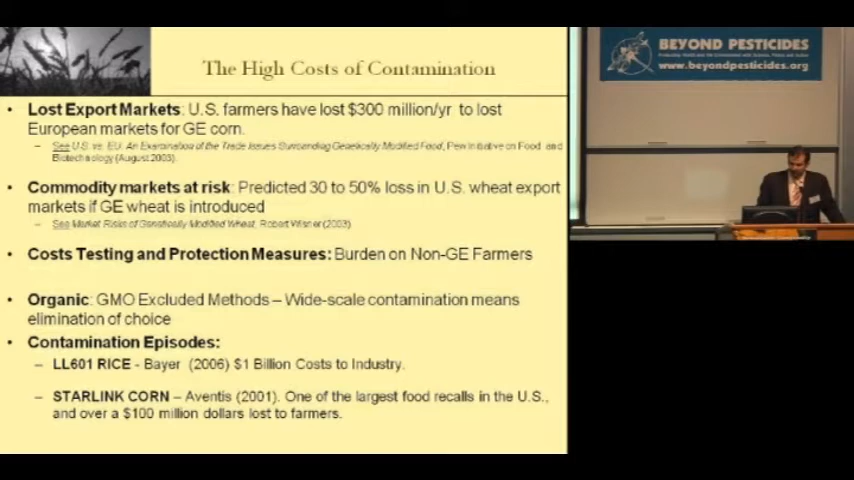 The High Costs of Contamination
• Lost Export Markets: U.S. farmers have lost $300 million/yr to lost
European markets for GE corn.
– See U.S. vs. EU: An Examination of the Trade Issues Surrounding Genetically Modified Food, Pew Initiative on Food and
Biotechnology (August 2003).
• Commodity markets at risk: Predicted 30 to 50% loss in U.S. wheat export
markets if GE wheat is introduced
– See Market Risks of Genetically Modified Wheat, Robert Wisner (2003)
• Costs Testing and Protection Measures: Burden on Non-GE Farmers
• Organic: GMO Excluded Methods – Wide-scale contamination means
elimination of choice
• Contamination Episodes:
– LL601 RICE - Bayer (2006) $1 Billion Costs to Industry.
– STARLINK CORN – Aventis (2001). One of the largest food recalls in the U.S.,
and over a $100 million dollars lost to farmers.
BEYOND PESTICIDES
www.beyondpesticides.org